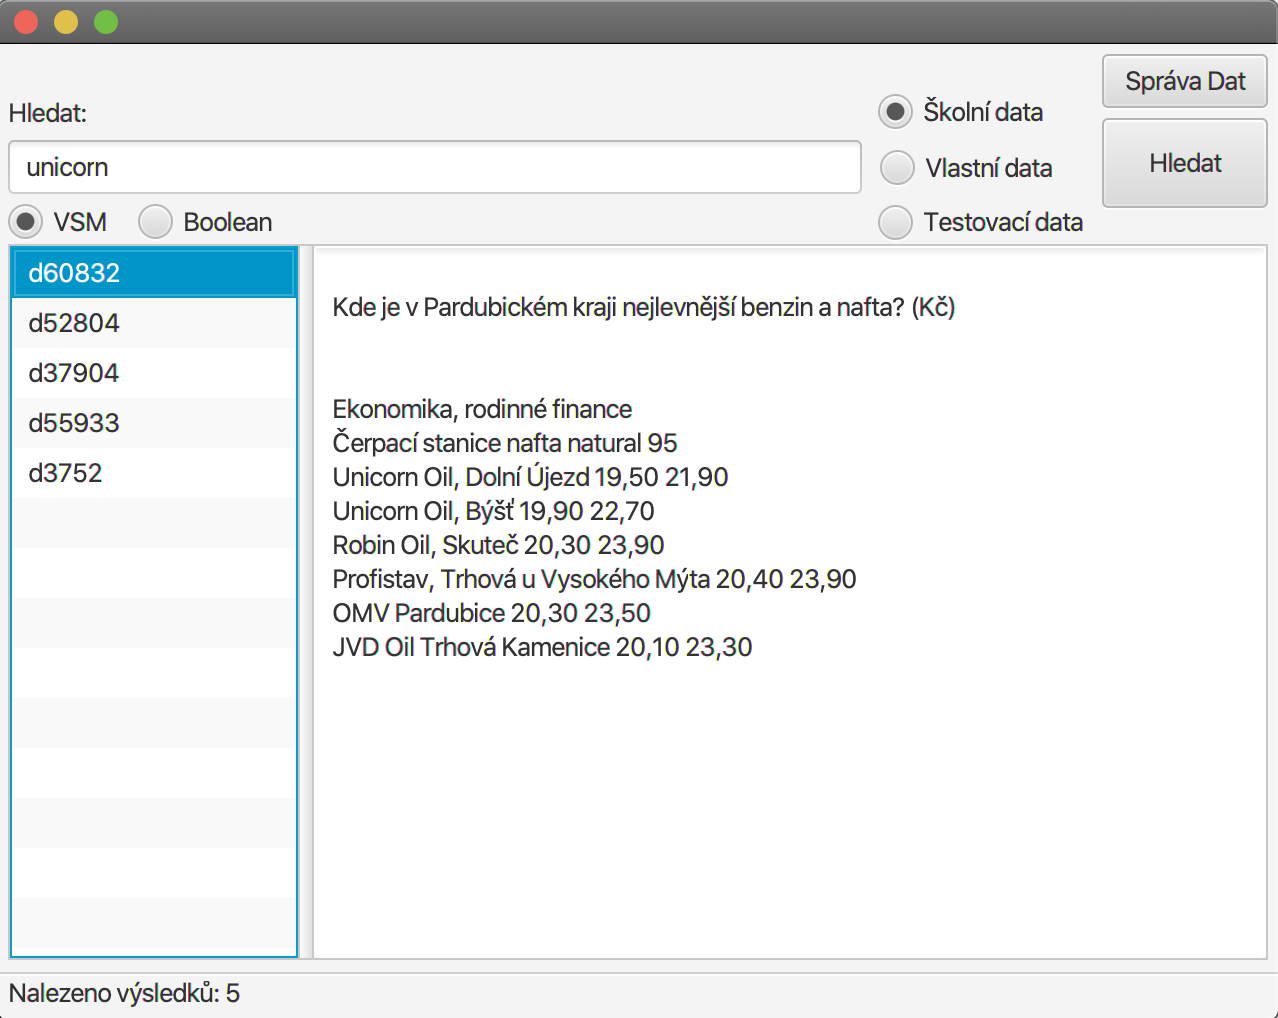 Správa Dat
Hledat:
Školní data
unicorn
Vlastní data
Hledat
VSM
Boolean
Testovací data
d60832
d52804
d37904
d55933
d3752
Kde je v Pardubickém kraji nejlevnější benzin a nafta? (Kč)
Ekonomika, rodinné finance
Čerpací stanice nafta natural 95
Unicorn Oil, Dolní Újezd 19,50 21,90
Unicorn Oil, Býšť 19,90 22,70
Robin Oil, Skuteč 20,30 23,90
Profistav, Trhová u Vysokého Mýta 20,40 23,90
OMV Pardubice 20,30 23,50
JVD Oil Trhová Kamenice 20,10 23,30
Nalezeno výsledků: 5